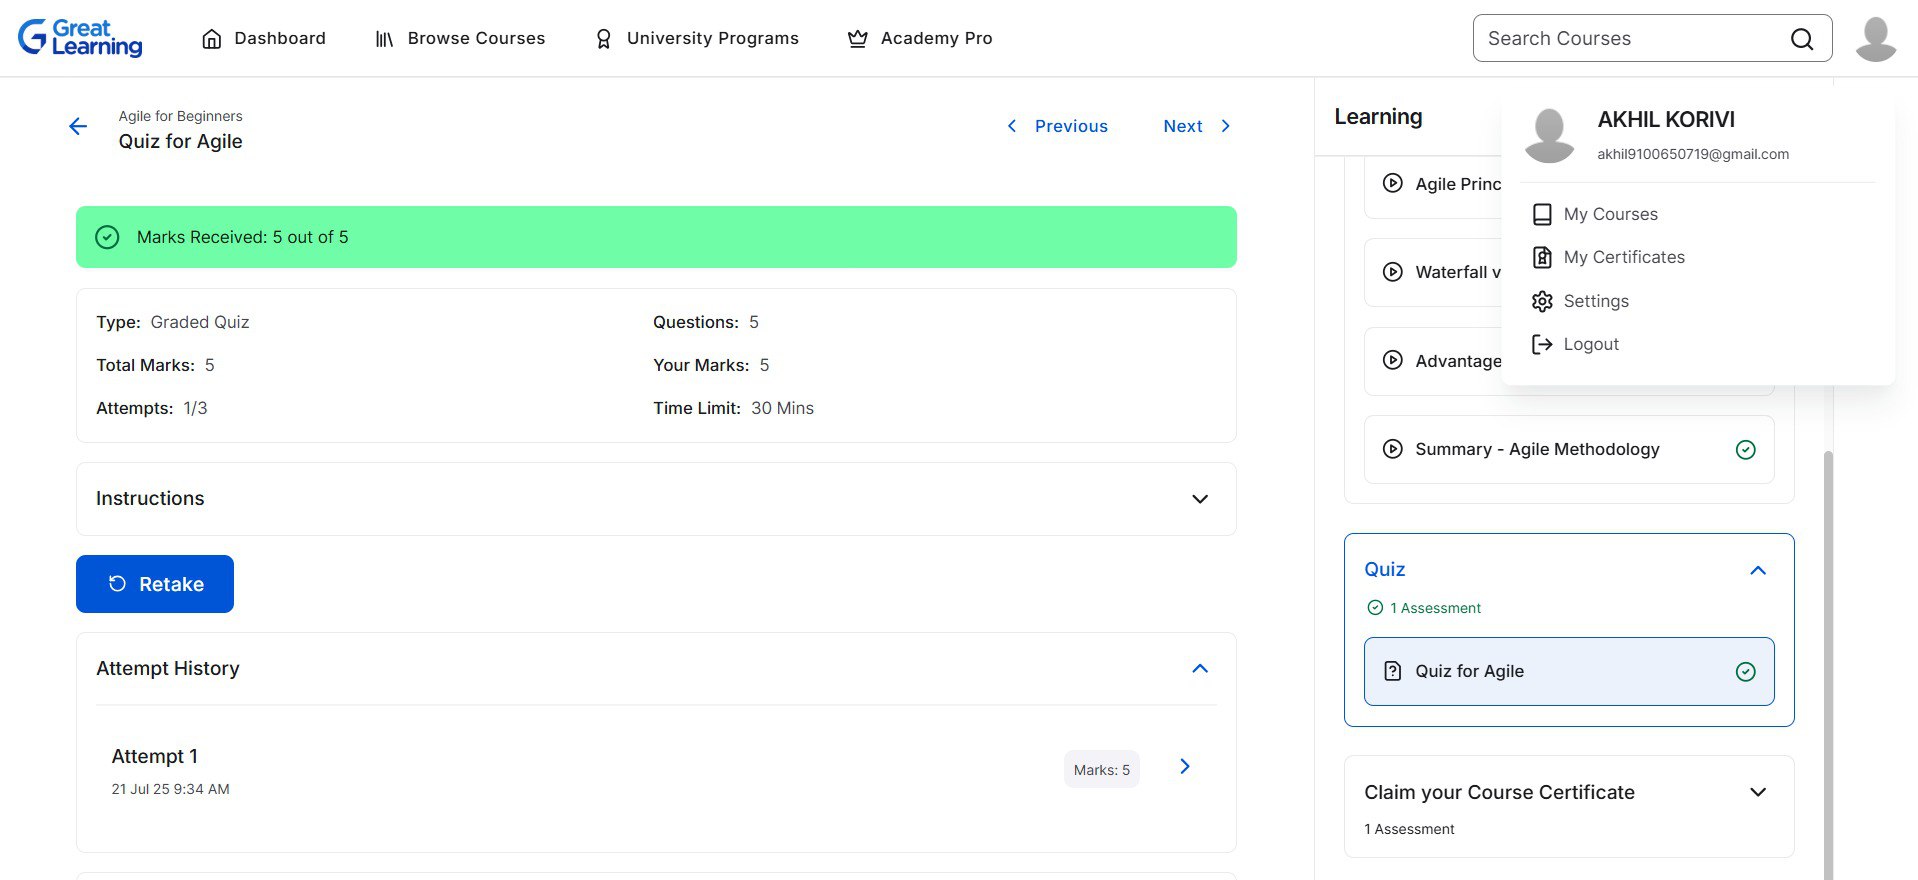 Great Learning
Dashboard
Browse Courses
University Programs
Academy Pro
Search Courses
Agile for Beginners
Quiz for Agile
Previous
Next
Marks Received: 5 out of 5
Type: Graded Quiz
Questions: 5
Total Marks: 5
Your Marks: 5
Attempts: 1/3
Time Limit: 30 Mins
Instructions
Retake
Attempt History
Attempt 1
21 Jul 25 9:34 AM
Marks: 5
Learning
AKHIL KORIVI
akhil9100650719@gmail.com
My Courses
My Certificates
Settings
Logout
Agile Princ
Waterfall v
Advantage
Summary - Agile Methodology
Quiz
1 Assessment
Quiz for Agile
Claim your Course Certificate
1 Assessment